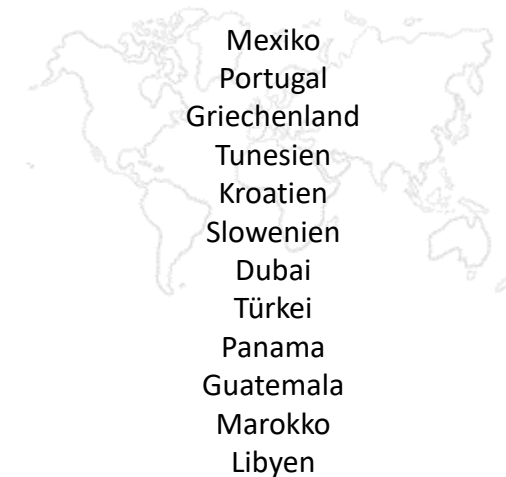 Mexiko
Portugal
Griechenland
Tunesien
Kroatien
Slowenien
Dubai
Türkei
Panama
Guatemala
Marokko
Libyen